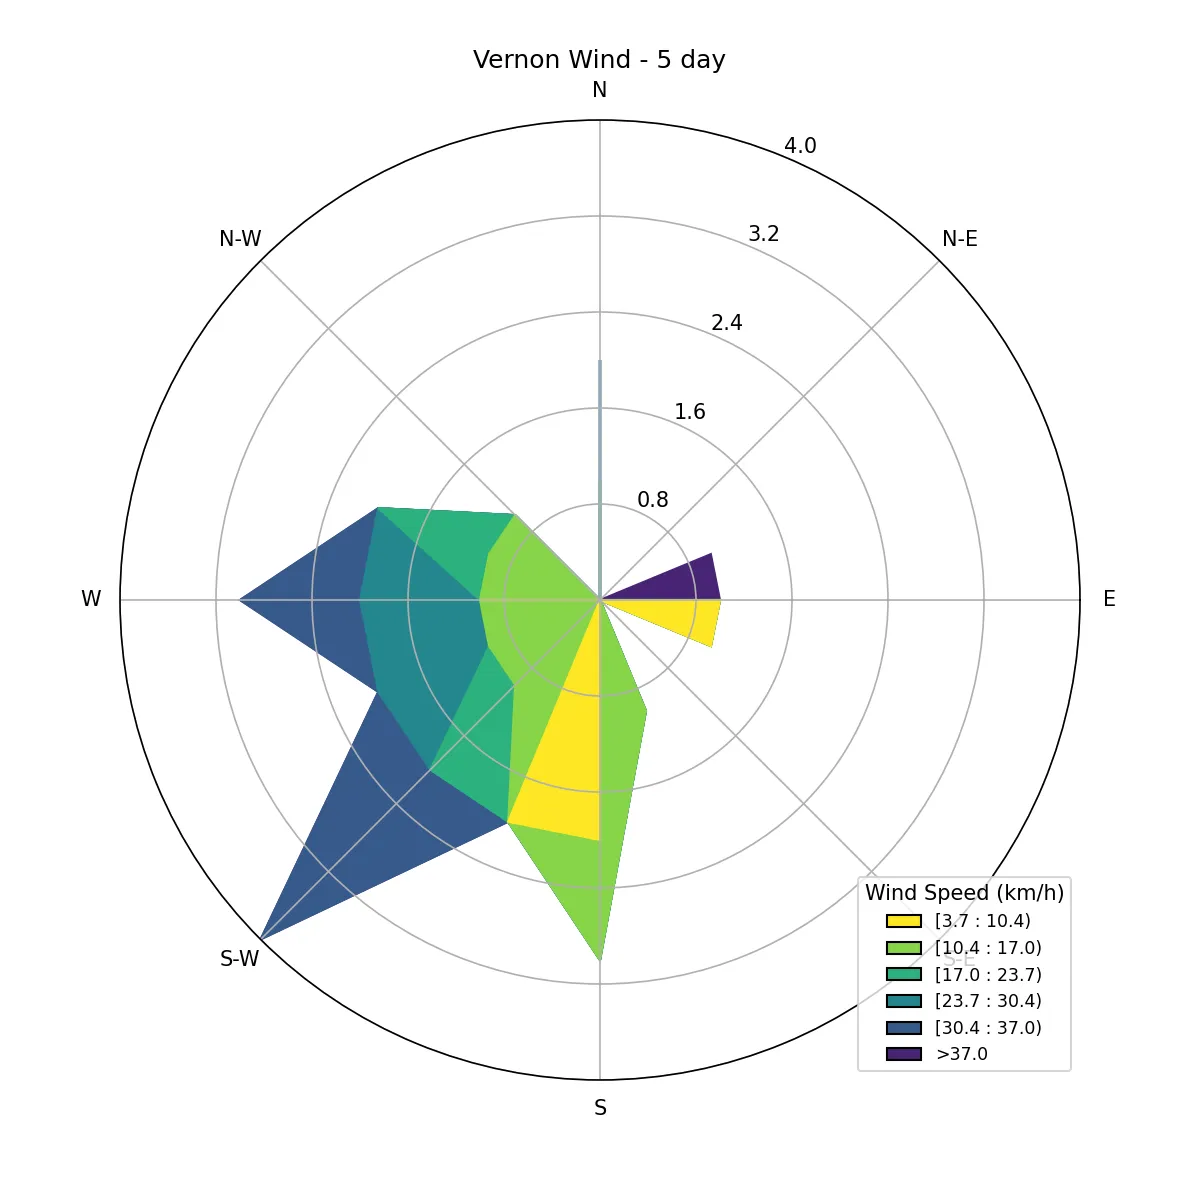 Vernon Wind - 5 day
N
4.0
3.2
N-W
N-E
2.4
1.6
0.8
W
E
S-W
S-E
Wind Speed (km/h)
[3.7 : 10.4)
[10.4 : 17.0)
[17.0 : 23.7)
[23.7 : 30.4)
[30.4 : 37.0)
>37.0
S